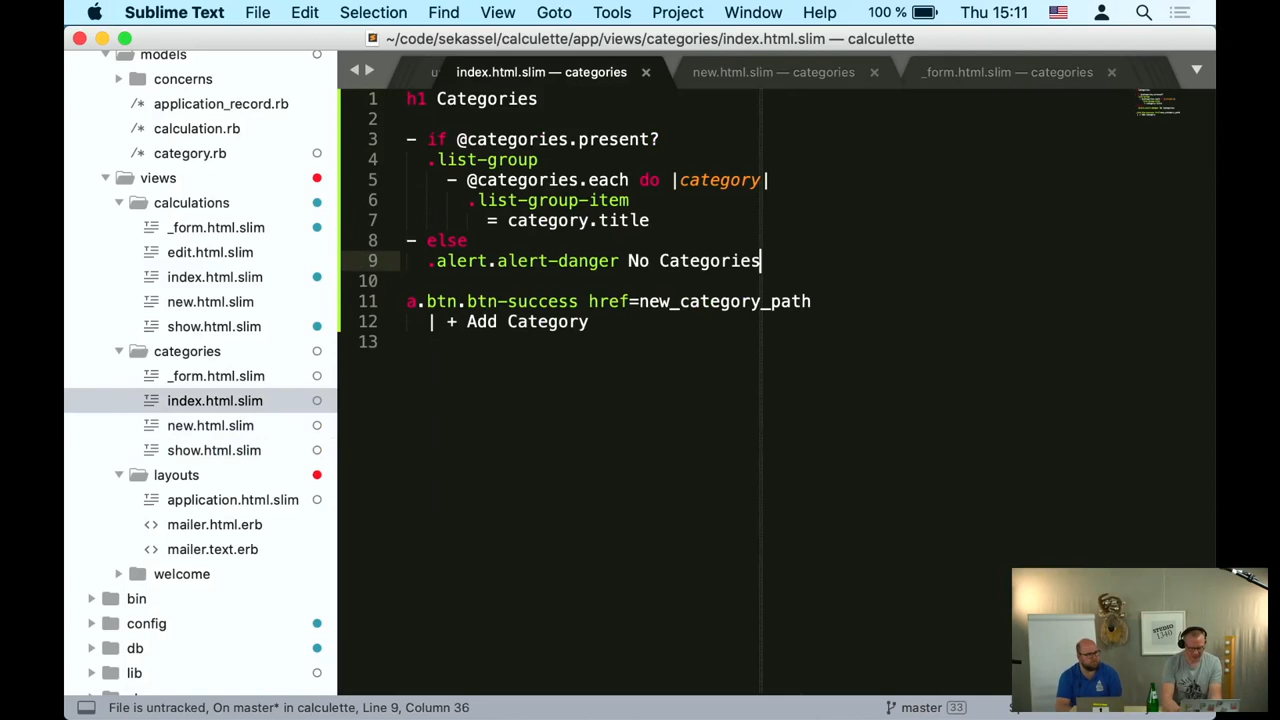 Sublime Text File Edit Selection Find View Goto Tools Project Window Help 100 % Thu 15:11
~/code/sekassel/calculette/app/views/categories/index.html.slim — calculette
models
concerns
/* application_record.rb
/* calculation.rb
/* category.rb
views
calculations
_form.html.slim
edit.html.slim
index.html.slim
new.html.slim
show.html.slim
categories
_form.html.slim
index.html.slim
new.html.slim
show.html.slim
layouts
application.html.slim
<> mailer.html.erb
<> mailer.text.erb
welcome
bin
config
db
lib
index.html.slim — categories × new.html.slim — categories × _form.html.slim — categories ×
1 h1 Categories
2
3 - if @categories.present?
4 .list-group
5 - @categories.each do |category|
6 .list-group-item
7 = category.title
8 - else
9 .alert.alert-danger No Categories
10
11 a.btn.btn-success href=new_category_path
12 | + Add Category
13
STUDIO
1340
File is untracked, On master* in calculette, Line 9, Column 36 master 33